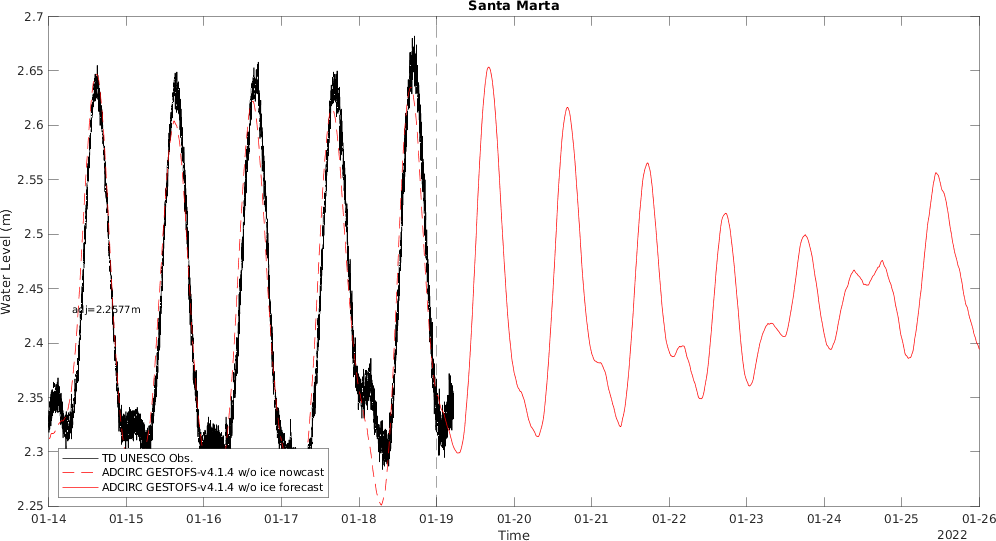 Santa Marta
2.7
2.65
2.6
2.55
2.5
2.45
2.4
2.35
2.3
2.25
Water Level (m)
adj=2.2577m
TD UNESCO Obs.
ADCIRC GESTOFS-v4.1.4 w/o ice nowcast
ADCIRC GESTOFS-v4.1.4 w/o ice forecast
01-14 01-15 01-16 01-17 01-18 01-19 01-20 01-21 01-22 01-23 01-24 01-25 01-26
Time
2022